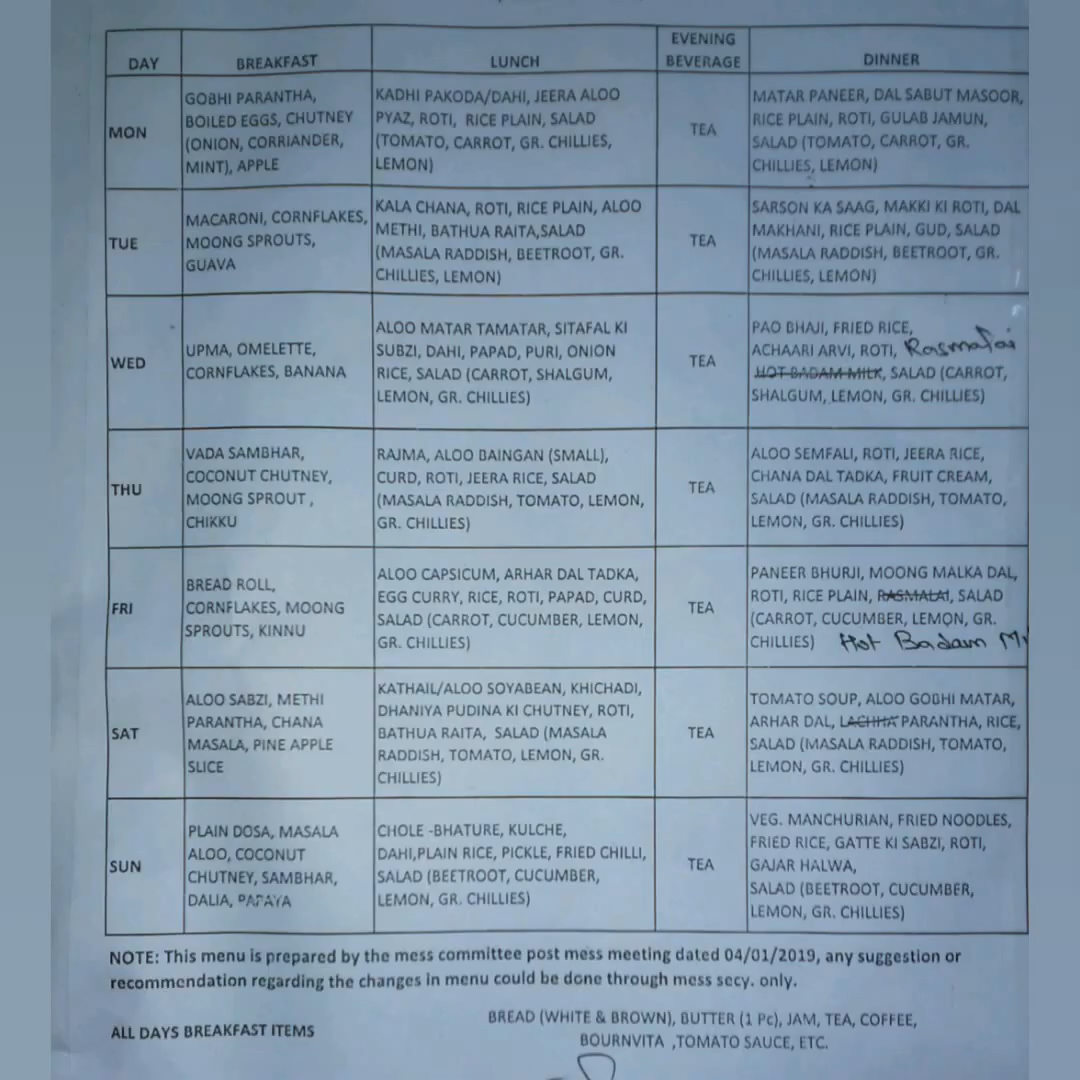 DAY BREAKFAST LUNCH EVENING BEVERAGE DINNER
MON
GOBHI PARANTHA,
BOILED EGGS, CHUTNEY
(ONION, CORRIANDER,
MINT), APPLE
KADHI PAKODA/DAHI, JEERA ALOO
PYAZ, ROTI, RICE PLAIN, SALAD
(TOMATO, CARROT, GR. CHILLIES,
LEMON)
TEA
MATAR PANEER, DAL SABUT MASOOR,
RICE PLAIN, ROTI, GULAB JAMUN,
SALAD (TOMATO, CARROT, GR.
CHILLIES, LEMON)
TUE
MACARONI, CORNFLAKES,
MOONG SPROUTS,
GUAVA
KALA CHANA, ROTI, RICE PLAIN, ALOO
METHI, BATHUA RAITA,SALAD
(MASALA RADDISH, BEETROOT, GR.
CHILLIES, LEMON)
TEA
SARSON KA SAAG, MAKKI KI ROTI, DAL
MAKHANI, RICE PLAIN, GUD, SALAD
(MASALA RADDISH, BEETROOT, GR.
CHILLIES, LEMON)
WED
UPMA, OMELETTE,
CORNFLAKES, BANANA
ALOO MATAR TAMATAR, SITAFAL KI
SUBZI, DAHI, PAPAD, PURI, ONION
RICE, SALAD (CARROT, SHALGUM,
LEMON, GR. CHILLIES)
TEA
PAO BHAJI, FRIED RICE,
ACHAARI ARVI, ROTI, Rasmalai
HOT BADAM MILK, SALAD (CARROT,
SHALGUM, LEMON, GR. CHILLIES)
THU
VADA SAMBHAR,
COCONUT CHUTNEY,
MOONG SPROUT ,
CHIKKU
RAJMA, ALOO BAINGAN (SMALL),
CURD, ROTI, JEERA RICE, SALAD
(MASALA RADDISH, TOMATO, LEMON,
GR. CHILLIES)
TEA
ALOO SEMFALI, ROTI, JEERA RICE,
CHANA DAL TADKA, FRUIT CREAM,
SALAD (MASALA RADDISH, TOMATO,
LEMON, GR. CHILLIES)
FRI
BREAD ROLL,
CORNFLAKES, MOONG
SPROUTS, KINNU
ALOO CAPSICUM, ARHAR DAL TADKA,
EGG CURRY, RICE, ROTI, PAPAD, CURD,
SALAD (CARROT, CUCUMBER, LEMON,
GR. CHILLIES)
TEA
PANEER BHURJI, MOONG MALKA DAL,
ROTI, RICE PLAIN, RASMALAI, SALAD
(CARROT, CUCUMBER, LEMON, GR.
CHILLIES) Hot Badam
SAT
ALOO SABZI, METHI
PARANTHA, CHANA
MASALA, PINE APPLE
SLICE
KATHAIL/ALOO SOYABEAN, KHICHADI,
DHANIYA PUDINA KI CHUTNEY, ROTI,
BATHUA RAITA, SALAD (MASALA
RADDISH, TOMATO, LEMON, GR.
CHILLIES)
TEA
TOMATO SOUP, ALOO GOBHI MATAR,
ARHAR DAL, LACHHA PARANTHA, RICE,
SALAD (MASALA RADDISH, TOMATO,
LEMON, GR. CHILLIES)
SUN
PLAIN DOSA, MASALA
ALOO, COCONUT
CHUTNEY, SAMBHAR,
DALIA, PAPAYA
CHOLE -BHATURE, KULCHE,
DAHI,PLAIN RICE, PICKLE, FRIED CHILLI,
SALAD (BEETROOT, CUCUMBER,
LEMON, GR. CHILLIES)
TEA
VEG. MANCHURIAN, FRIED NOODLES,
FRIED RICE, GATTE KI SABZI, ROTI,
GAJAR HALWA,
SALAD (BEETROOT, CUCUMBER,
LEMON, GR. CHILLIES)
NOTE: This menu is prepared by the mess committee post mess meeting dated 04/01/2019, any suggestion or
recommendation regarding the changes in menu could be done through mess secy. only.
ALL DAYS BREAKFAST ITEMS
BREAD (WHITE & BROWN), BUTTER (1 Pc), JAM, TEA, COFFEE,
BOURNVITA ,TOMATO SAUCE, ETC.